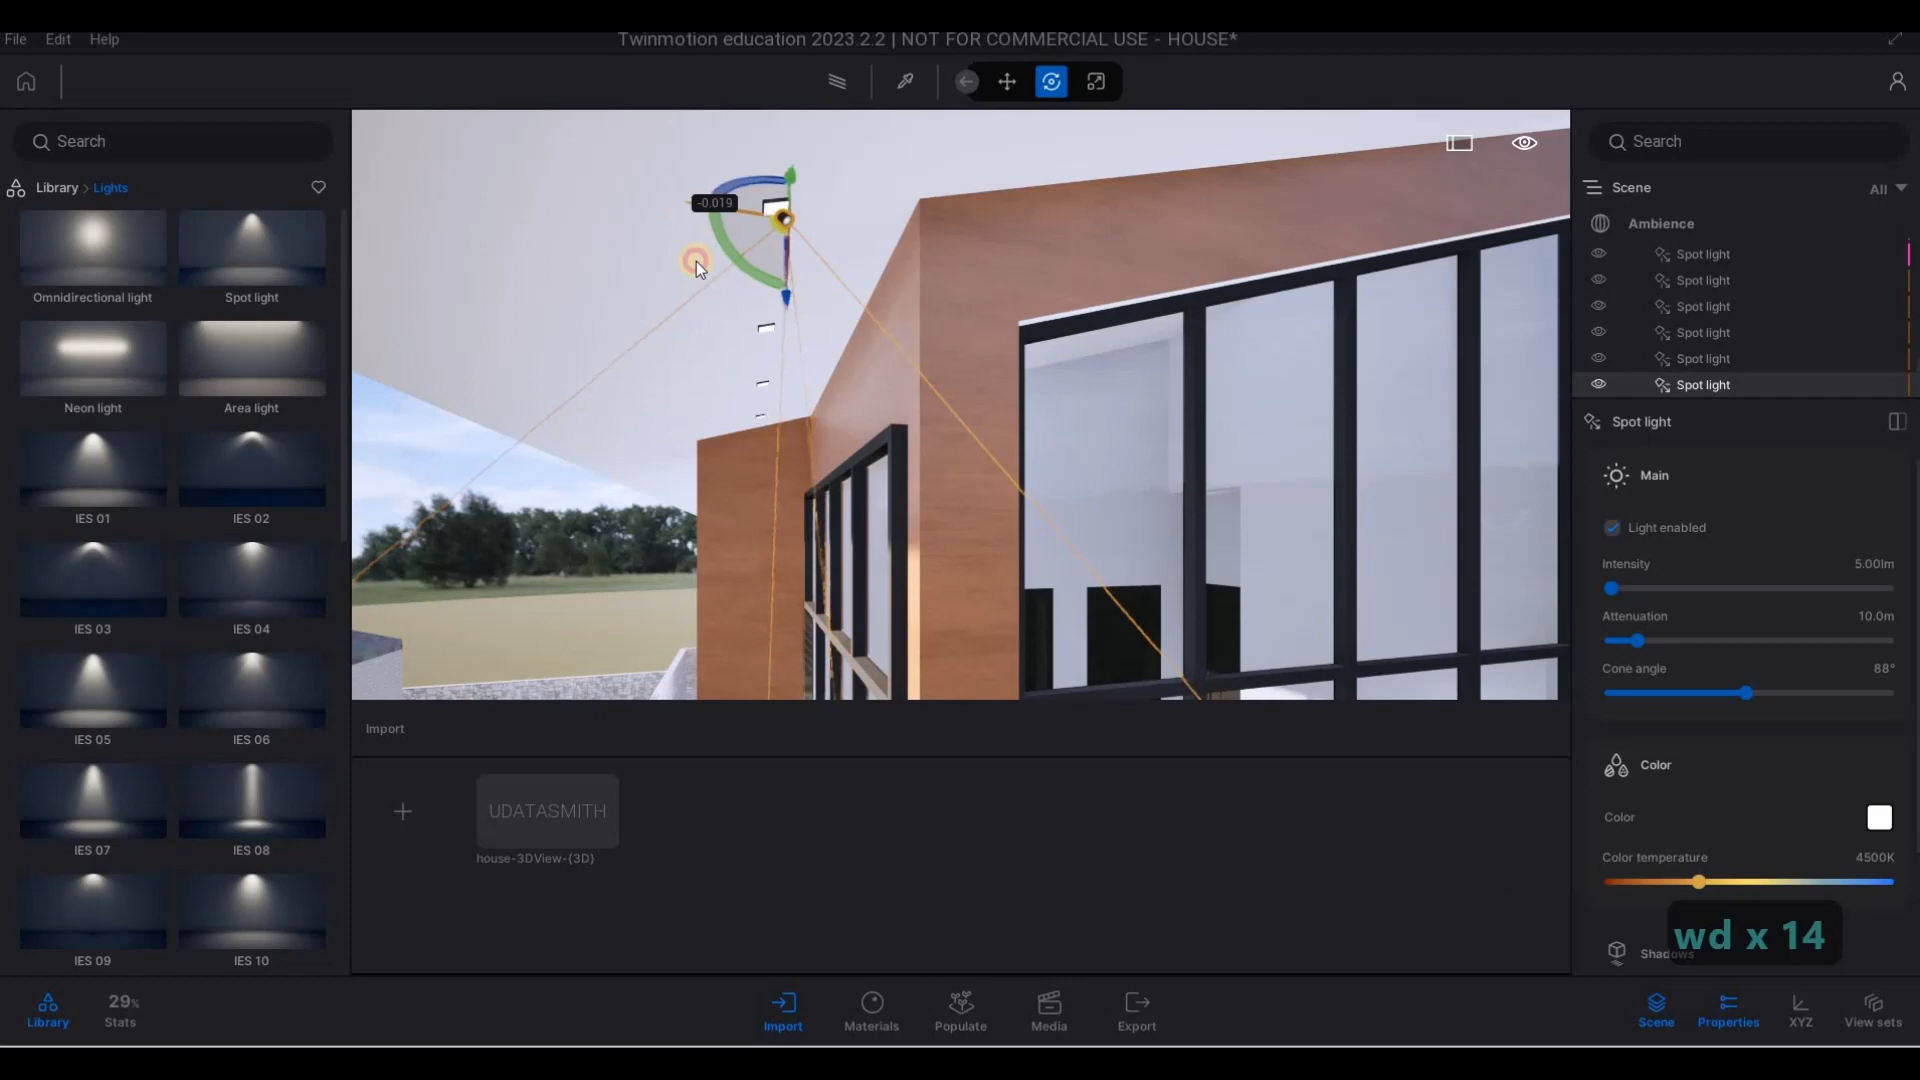 File Edit Help
Twinmotion education 2023.2.2 | NOT FOR COMMERCIAL USE - HOUSE*
Search
Library > Lights
Omnidirectional light
Spot light
Neon light
Area light
IES 01
IES 02
IES 03
IES 04
IES 05
IES 06
IES 07
IES 08
IES 09
IES 10
-0.019
Import
UDATASMITH
house-3DView-{3D}
Search
Scene
All
Ambience
Spot light
Spot light
Spot light
Spot light
Spot light
Spot light
Spot light
Main
Light enabled
Intensity 5.00lm
Attenuation 10.0m
Cone angle 88°
Color
Color
Color temperature 4500K
Shadows
wd x 14
Library
29%
Stats
Import
Materials
Populate
Media
Export
Scene
Properties
XYZ
View sets